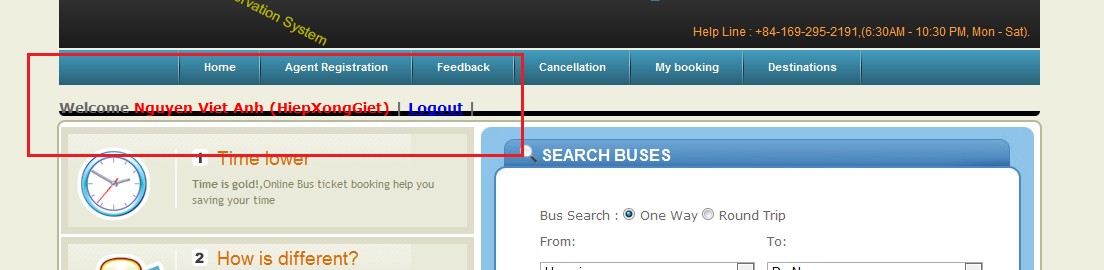 ervation System
Help Line : +84-169-295-2191,(6:30AM - 10:30 PM, Mon - Sat).
Home Agent Registration Feedback Cancellation My booking Destinations
Welcome Nguyen Viet Anh (HiepXongGiet) | Logout |
1 Time lower
Time is gold!,Online Bus ticket booking help you
saving your time
2 How is different?
SEARCH BUSES
Bus Search : One Way Round Trip
From: To: